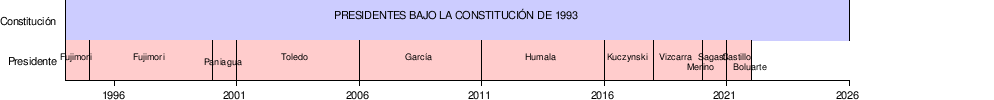 PRESIDENTES BAJO LA CONSTITUCIÓN DE 1993
Constitución
Presidente
Fujimori
Fujimori
Paniagua
Toledo
García
Humala
Kuczynski
Vizcarra
Merino
Sagasti
Castillo
Boluarte
1996
2001
2006
2011
2016
2021
2026